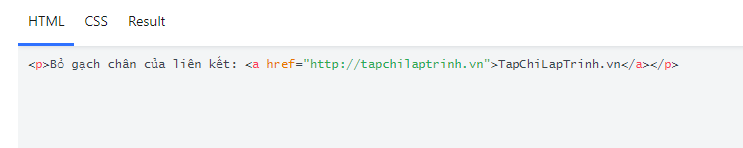 HTML CSS Result
<p>Bỏ gạch chân của liên kết: <a href="http://tapchilaptrinh.vn">TapChiLapTrinh.vn</a></p>